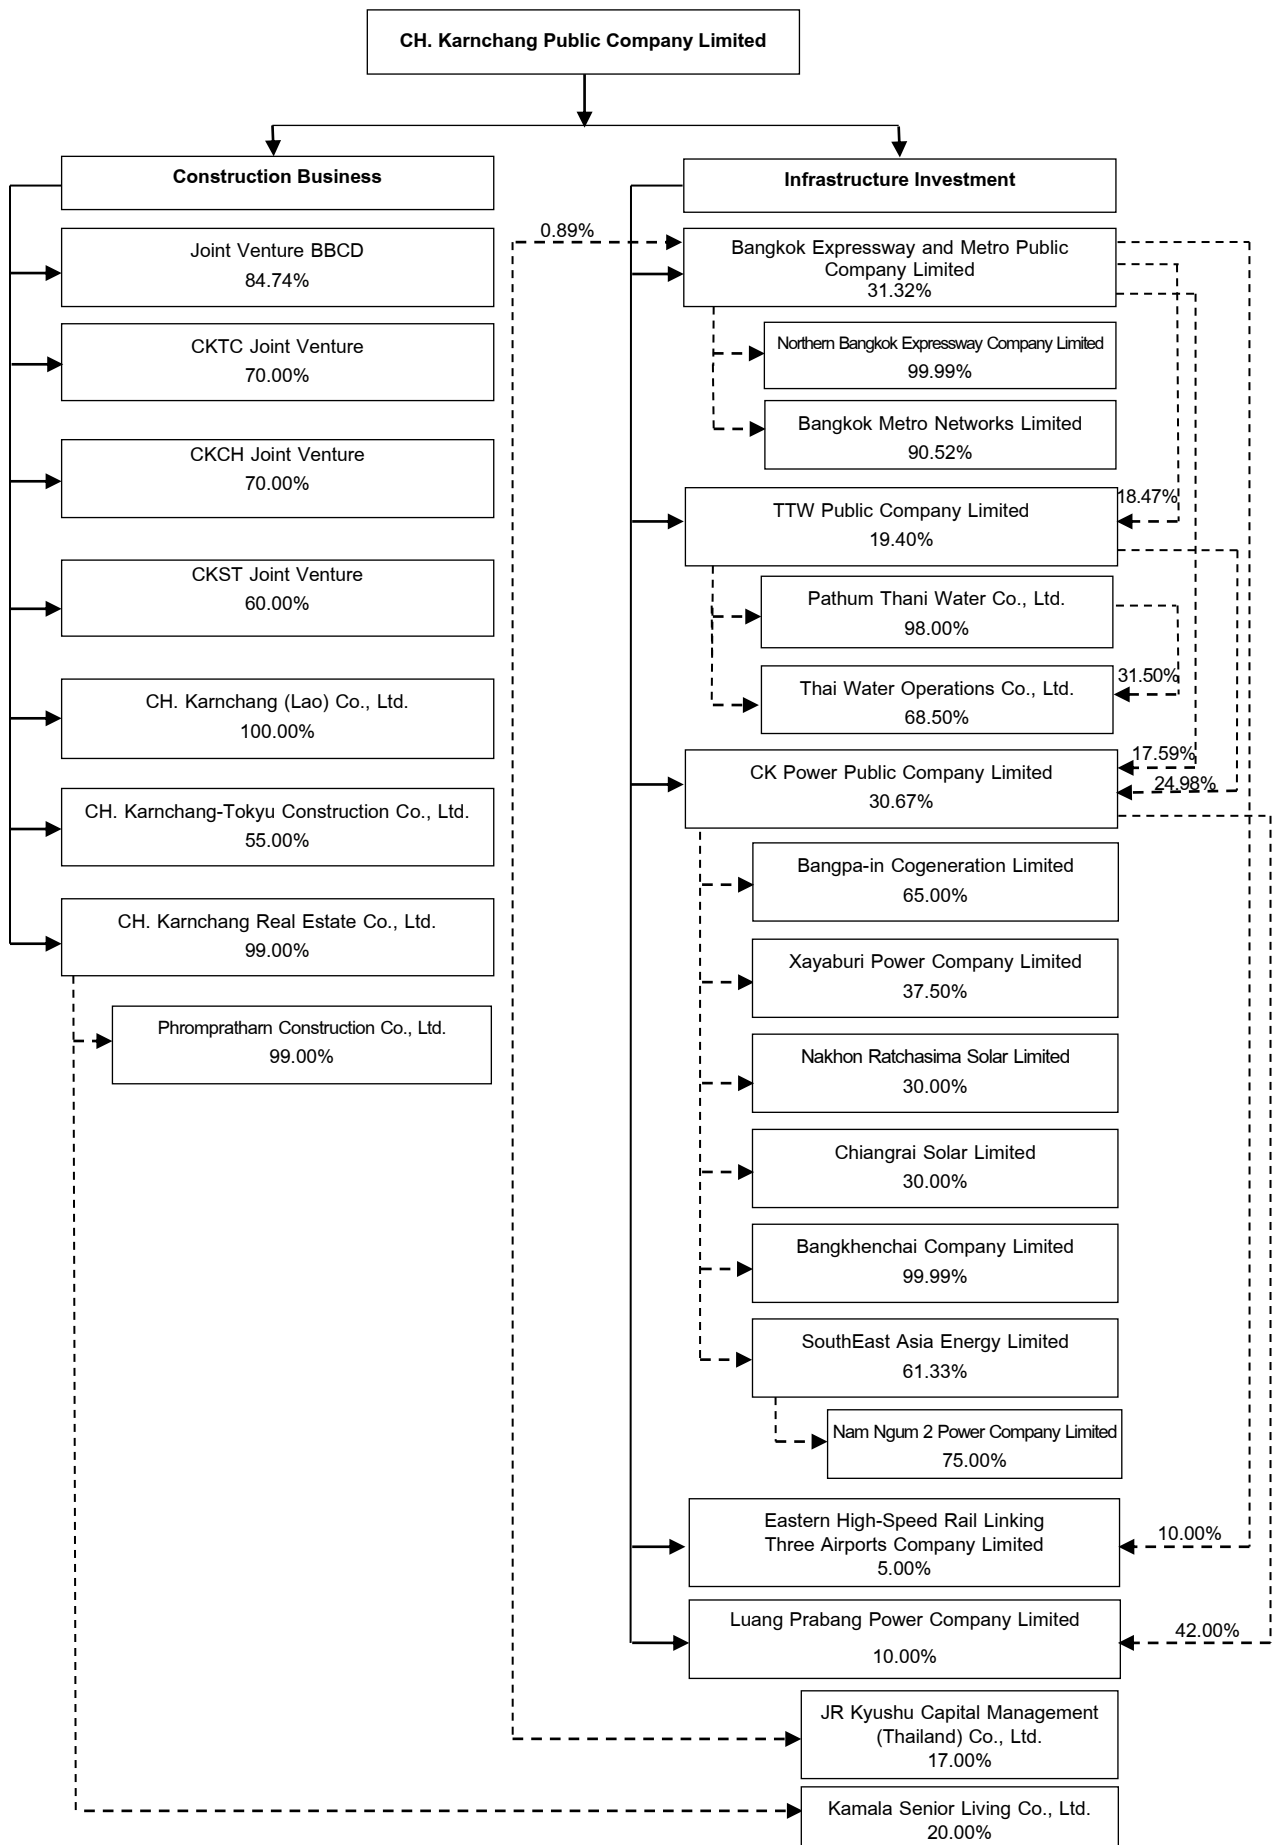 CH. Karnchang Public Company Limited
Construction Business
Joint Venture BBCD
84.74%
CKTC Joint Venture
70.00%
CKCH Joint Venture
70.00%
CKST Joint Venture
60.00%
CH. Karnchang (Lao) Co., Ltd.
100.00%
CH. Karnchang-Tokyu Construction Co., Ltd.
55.00%
CH. Karnchang Real Estate Co., Ltd.
99.00%
Phrompratharn Construction Co., Ltd.
99.00%
Infrastructure Investment
0.89%
Bangkok Expressway and Metro Public
Company Limited
31.32%
Northern Bangkok Expressway Company Limited
99.99%
Bangkok Metro Networks Limited
90.52%
TTW Public Company Limited
19.40%
18.47%
Pathum Thani Water Co., Ltd.
98.00%
Thai Water Operations Co., Ltd.
68.50%
31.50%
CK Power Public Company Limited
30.67%
17.59%
24.98%
Bangpa-in Cogeneration Limited
65.00%
Xayaburi Power Company Limited
37.50%
Nakhon Ratchasima Solar Limited
30.00%
Chiangrai Solar Limited
30.00%
Bangkhenchai Company Limited
99.99%
SouthEast Asia Energy Limited
61.33%
Nam Ngum 2 Power Company Limited
75.00%
Eastern High-Speed Rail Linking
Three Airports Company Limited
5.00%
10.00%
Luang Prabang Power Company Limited
10.00%
42.00%
JR Kyushu Capital Management
(Thailand) Co., Ltd.
17.00%
Kamala Senior Living Co., Ltd.
20.00%